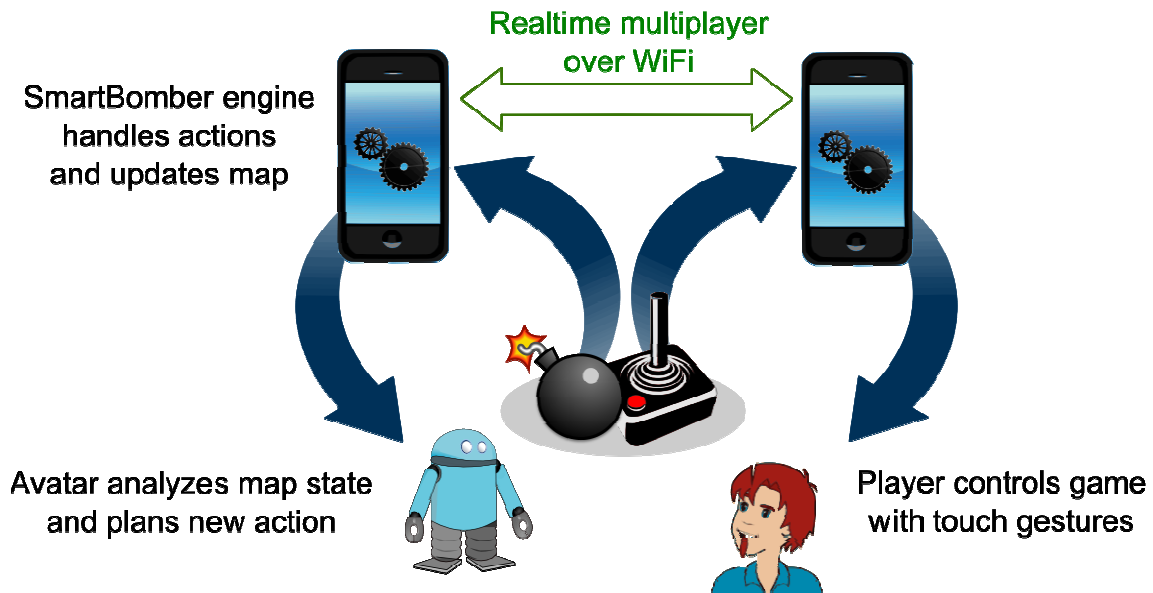 Realtime multiplayer
over WiFi
SmartBomber engine
handles actions
and updates map
Avatar analyzes map state
and plans new action
Player controls game
with touch gestures